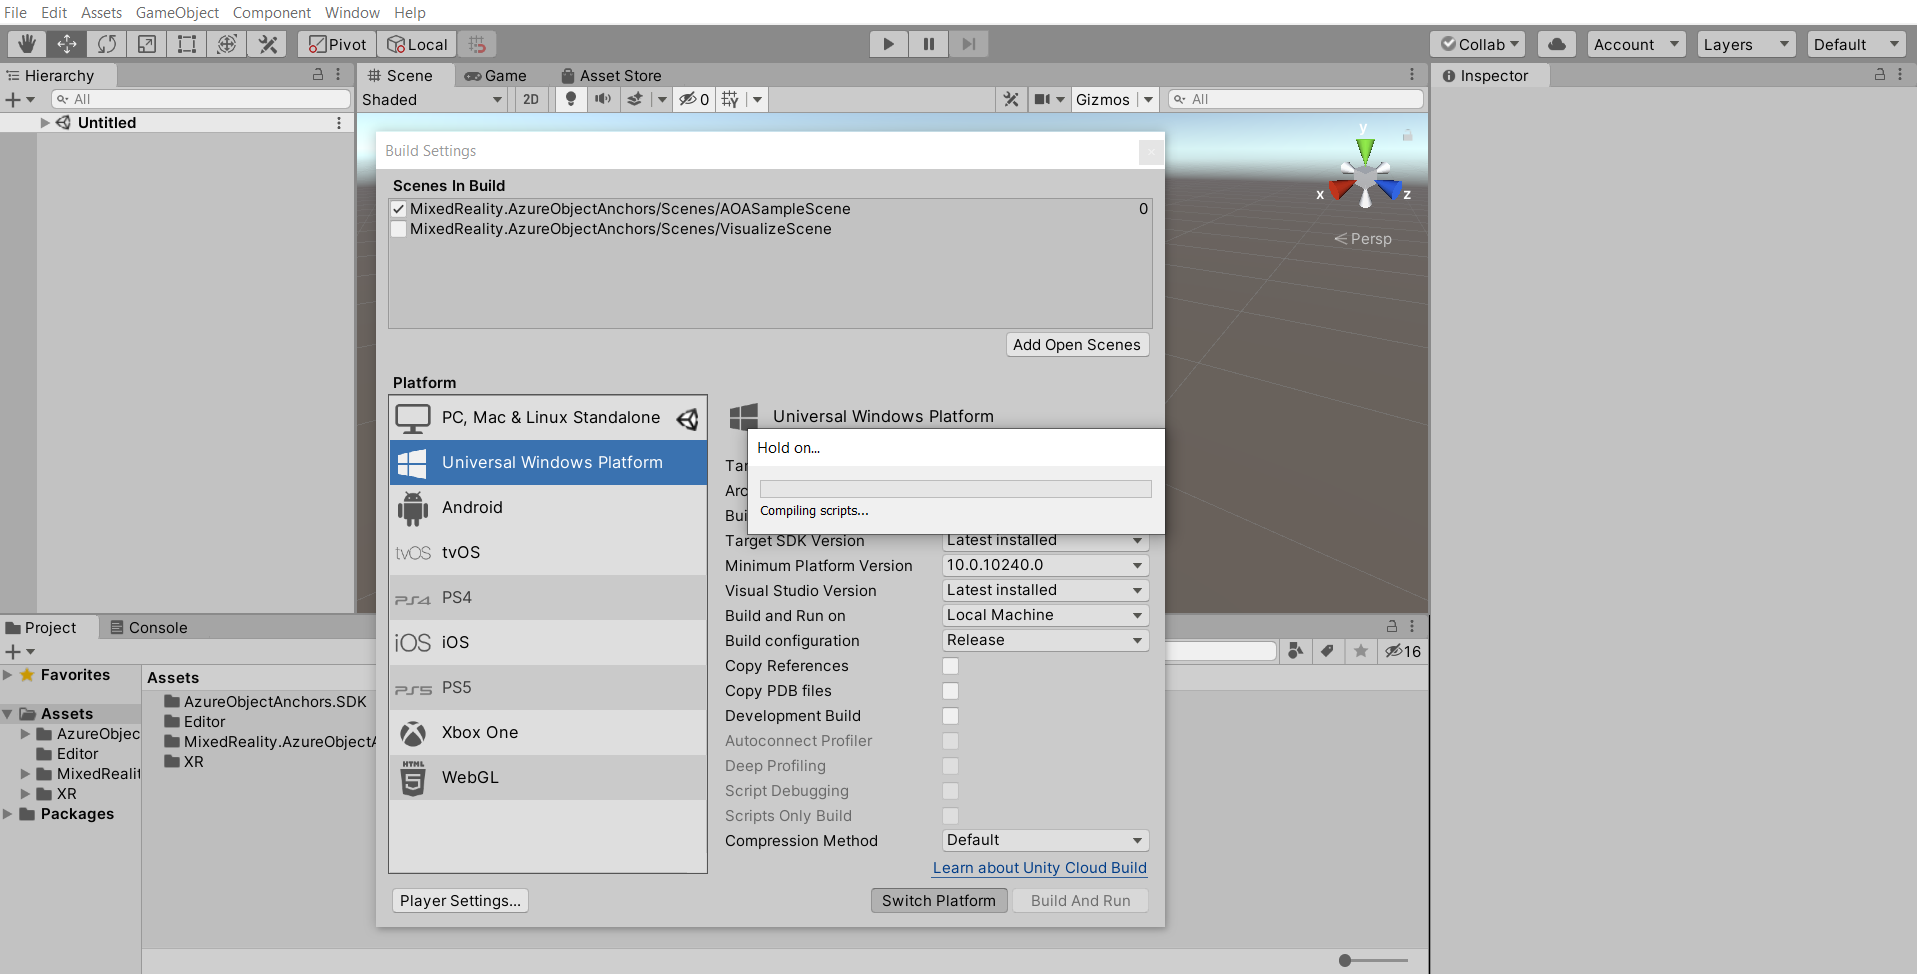 File Edit Assets GameObject Component Window Help
Pivot Local Collab Account Layers Default
Hierarchy
Scene Game Asset Store
Inspector
All
Shaded 2D 0 Gizmos All
Untitled
y
x z
Persp
Build Settings
Scenes In Build
MixedReality.AzureObjectAnchors/Scenes/AOASampleScene 0
MixedReality.AzureObjectAnchors/Scenes/VisualizeScene
Add Open Scenes
Platform
PC, Mac & Linux Standalone
Universal Windows Platform
Android
tvOS tvOS
PS4 PS4
iOS iOS
PS5 PS5
Xbox One
HTML 5 WebGL
Universal Windows Platform
Hold on...
Compiling scripts...
Tar
Arc
Bui
Target SDK Version Latest installed
Minimum Platform Version 10.0.10240.0
Visual Studio Version Latest installed
Build and Run on Local Machine
Build configuration Release
Copy References
Copy PDB files
Development Build
Autoconnect Profiler
Deep Profiling
Script Debugging
Scripts Only Build
Compression Method Default
Learn about Unity Cloud Build
Player Settings... Switch Platform Build And Run
Project Console
16
Favorites
Assets
AzureObjec
Editor
MixedRealit
XR
Packages
Assets
AzureObjectAnchors.SDK
Editor
MixedReality.AzureObjectA
XR